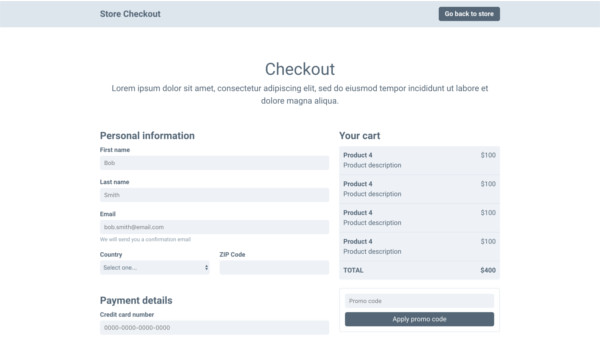 Store Checkout
Go back to store
Checkout
Lorem ipsum dolor sit amet, consectetur adipiscing elit, sed do eiusmod tempor incididunt ut labore et
dolore magna aliqua.
Personal information
First name
Bob
Last name
Smith
Email
bob.smith@email.com
We will send you a confirmation email
Country
ZIP Code
Select one...
Payment details
Credit card number
0000-0000-0000-0000
Your cart
Product 4 $100
Product description
Product 4 $100
Product description
Product 4 $100
Product description
Product 4 $100
Product description
TOTAL $400
Promo code
Apply promo code